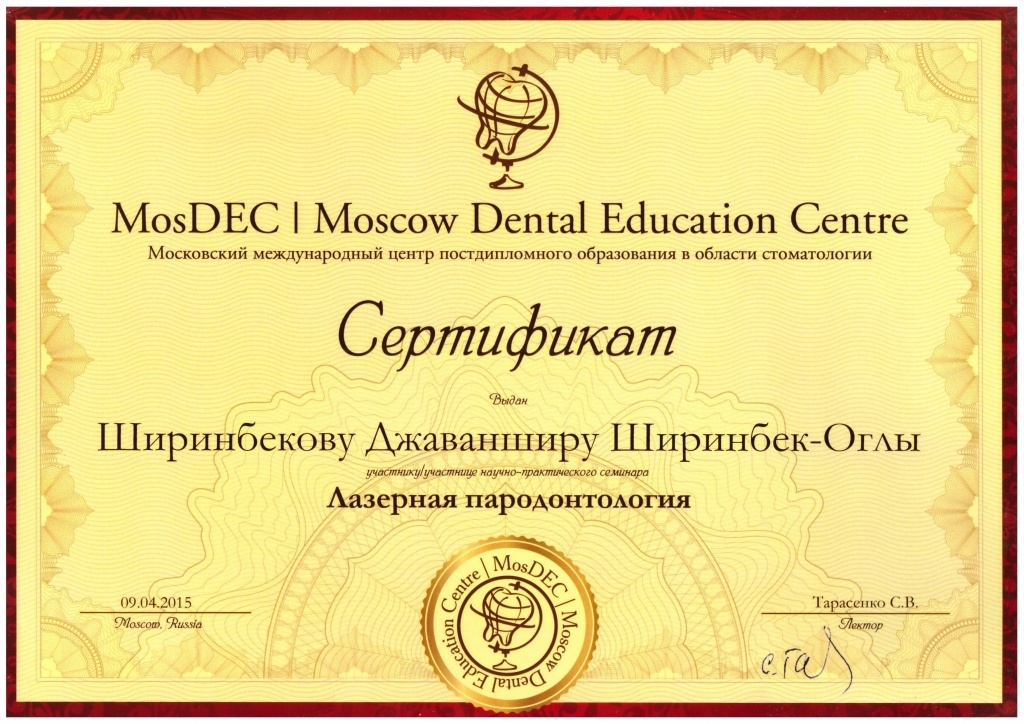 MosDEC | Moscow Dental Education Centre
Московский международный центр постдипломного образования в области стоматологии
Сертификат
Выдан
Ширинбекову Джаванширу Ширинбек-Оглы
участнику/участнице научно-практического семинара
Лазерная пародонтология
MosDEC | Moscow Dental Education Centre |
09.04.2015
Moscow, Russia
Тарасенко С.В.
Лектор
С.Та